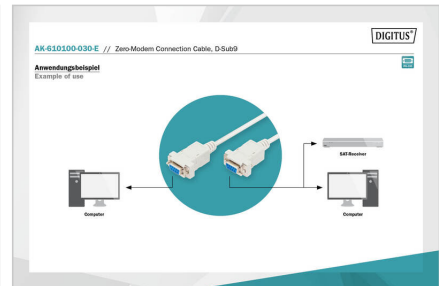 DIGITUS®
AK-610100-030-E // Zero-Modem Connection Cable, D-Sub9
Anwendungsbeispiel
Example of use
SAT-Receiver
Computer
Computer